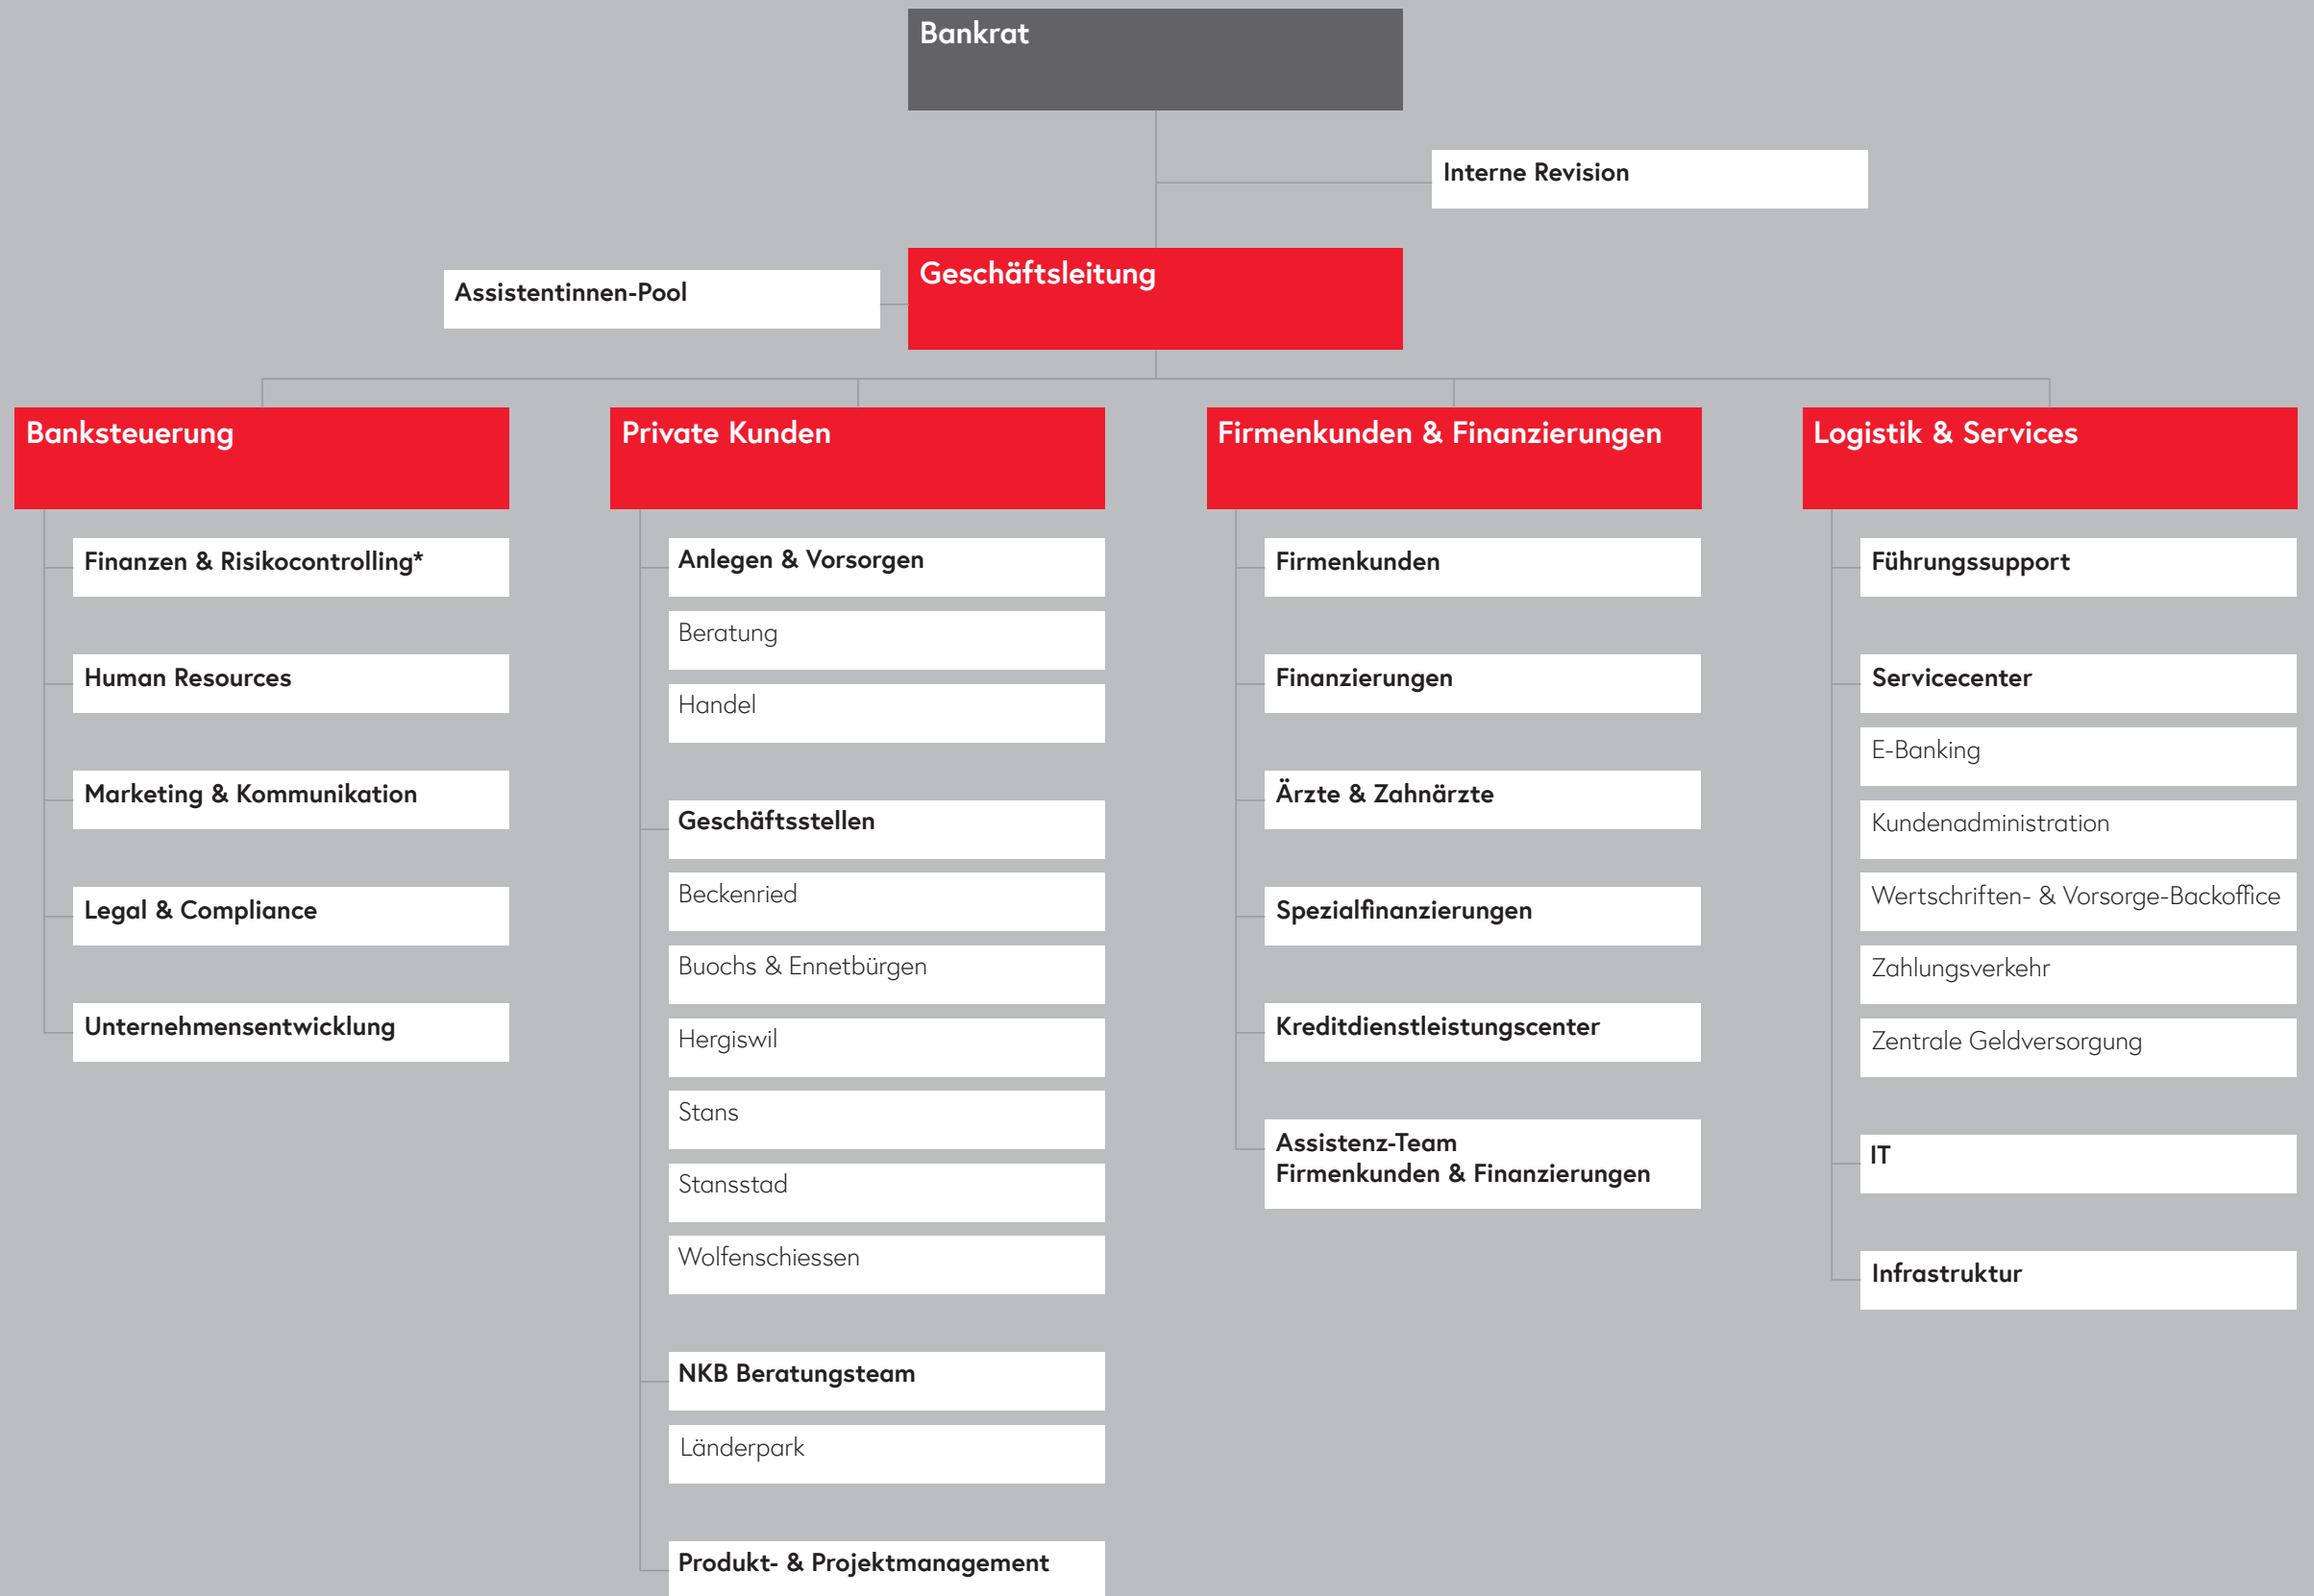 Bankrat
Interne Revision
Assistentinnen-Pool
Geschäftsleitung
Banksteuerung
Finanzen & Risikocontrolling*
Human Resources
Marketing & Kommunikation
Legal & Compliance
Unternehmensentwicklung
Private Kunden
Anlegen & Vorsorgen
Beratung
Handel
Geschäftsstellen
Beckenried
Buochs & Ennetbürgen
Hergiswil
Stans
Stansstad
Wolfenschiessen
NKB Beratungsteam
Länderpark
Produkt- & Projektmanagement
Firmenkunden & Finanzierungen
Firmenkunden
Finanzierungen
Ärzte & Zahnärzte
Spezialfinanzierungen
Kreditdienstleistungscenter
Assistenz-Team
Firmenkunden & Finanzierungen
Logistik & Services
Führungssupport
Servicecenter
E-Banking
Kundenadministration
Wertschriften- & Vorsorge-Backoffice
Zahlungsverkehr
Zentrale Geldversorgung
IT
Infrastruktur